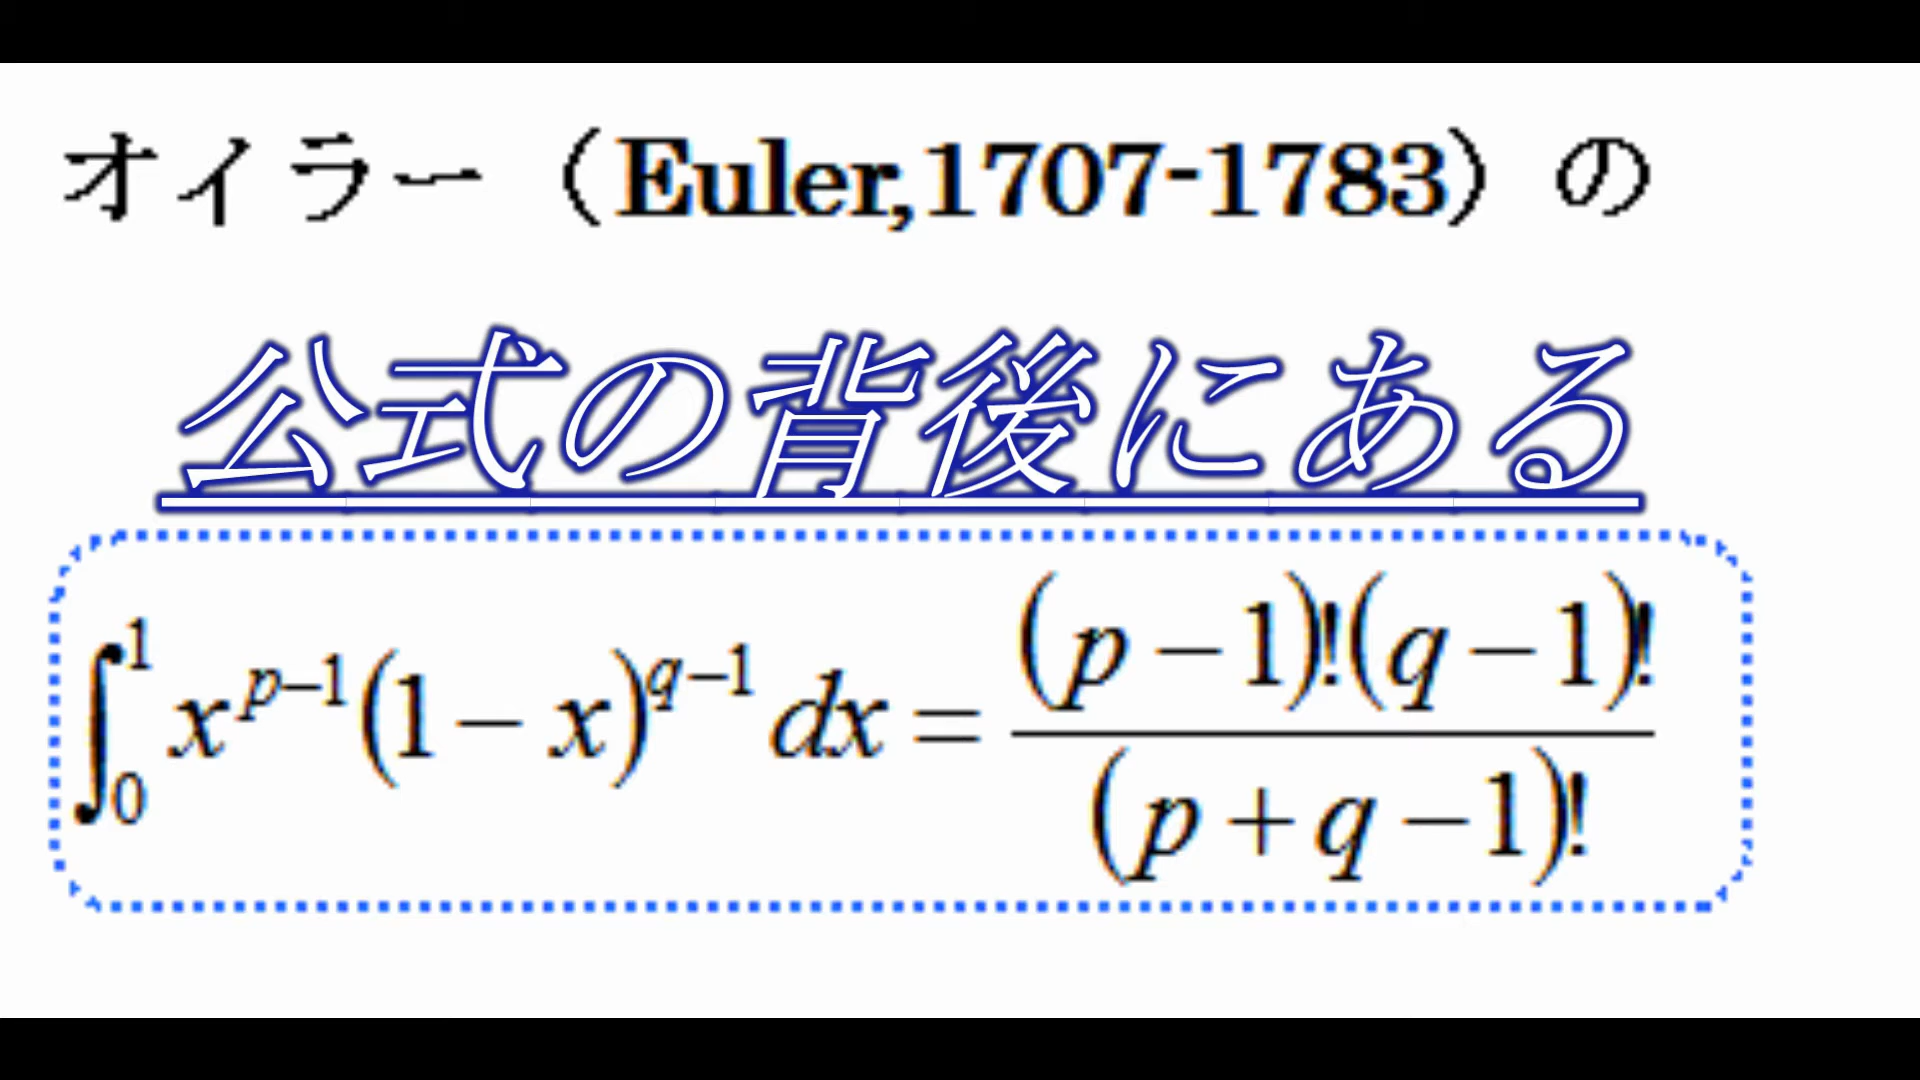 オイラー（Euler,1707-1783）の
公式の背後にある
∫₀¹ xᵖ⁻¹(1−x)^{q−1} dx = (p−1)!(q−1)! / (p+q−1)!